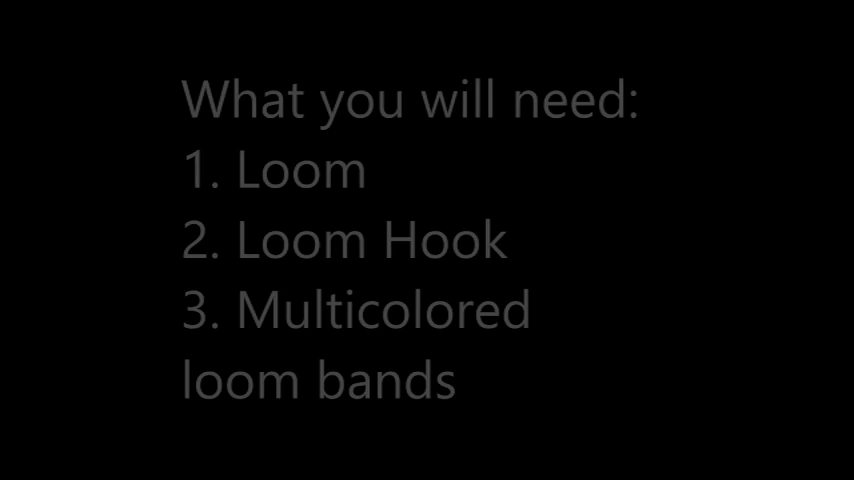 What you will need:
1. Loom
2. Loom Hook
3. Multicolored
loom bands